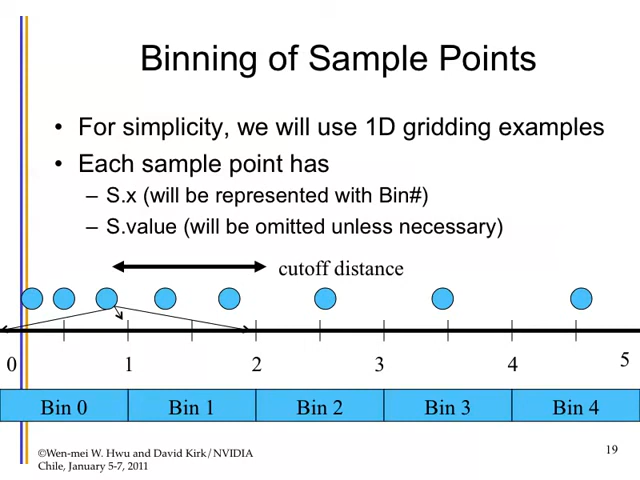 Binning of Sample Points
• For simplicity, we will use 1D gridding examples
• Each sample point has
– S.x (will be represented with Bin#)
– S.value (will be omitted unless necessary)
cutoff distance
0 1 2 3 4 5
Bin 0 Bin 1 Bin 2 Bin 3 Bin 4
©Wen-mei W. Hwu and David Kirk/NVIDIA
Chile, January 5-7, 2011
19